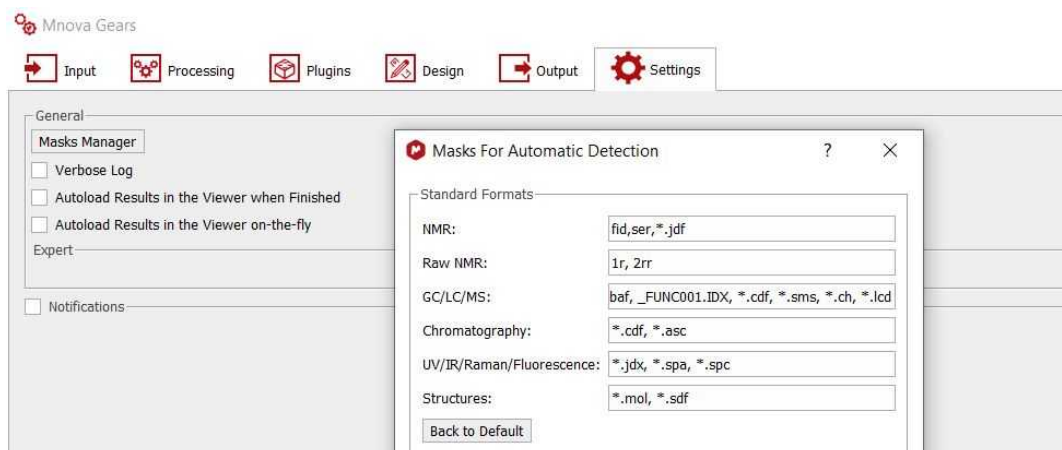 Mnova Gears
Input Processing Plugins Design Output Settings
General
Masks Manager
Verbose Log
Autoload Results in the Viewer when Finished
Autoload Results in the Viewer on-the-fly
Expert
Notifications
Masks For Automatic Detection ? X
Standard Formats
NMR: fid,ser,*.jdf
Raw NMR: 1r, 2rr
GC/LC/MS: baf, _FUNC001.IDX, *.cdf, *.sms, *.ch, *.lcd
Chromatography: *.cdf, *.asc
UV/IR/Raman/Fluorescence: *.jdx, *.spa, *.spc
Structures: *.mol, *.sdf
Back to Default